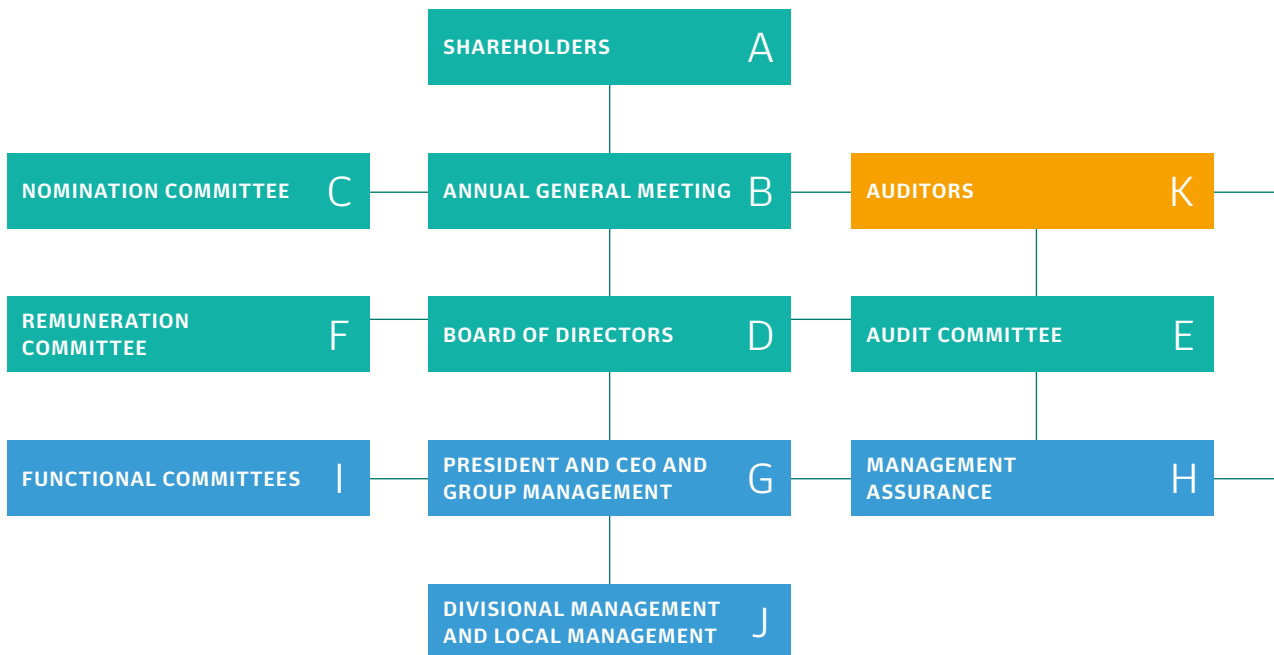 SHAREHOLDERS A
NOMINATION COMMITTEE C
ANNUAL GENERAL MEETING B
AUDITORS K
REMUNERATION
COMMITTEE F
BOARD OF DIRECTORS D
AUDIT COMMITTEE E
FUNCTIONAL COMMITTEES I
PRESIDENT AND CEO AND
GROUP MANAGEMENT G
MANAGEMENT
ASSURANCE H
DIVISIONAL MANAGEMENT
AND LOCAL MANAGEMENT J